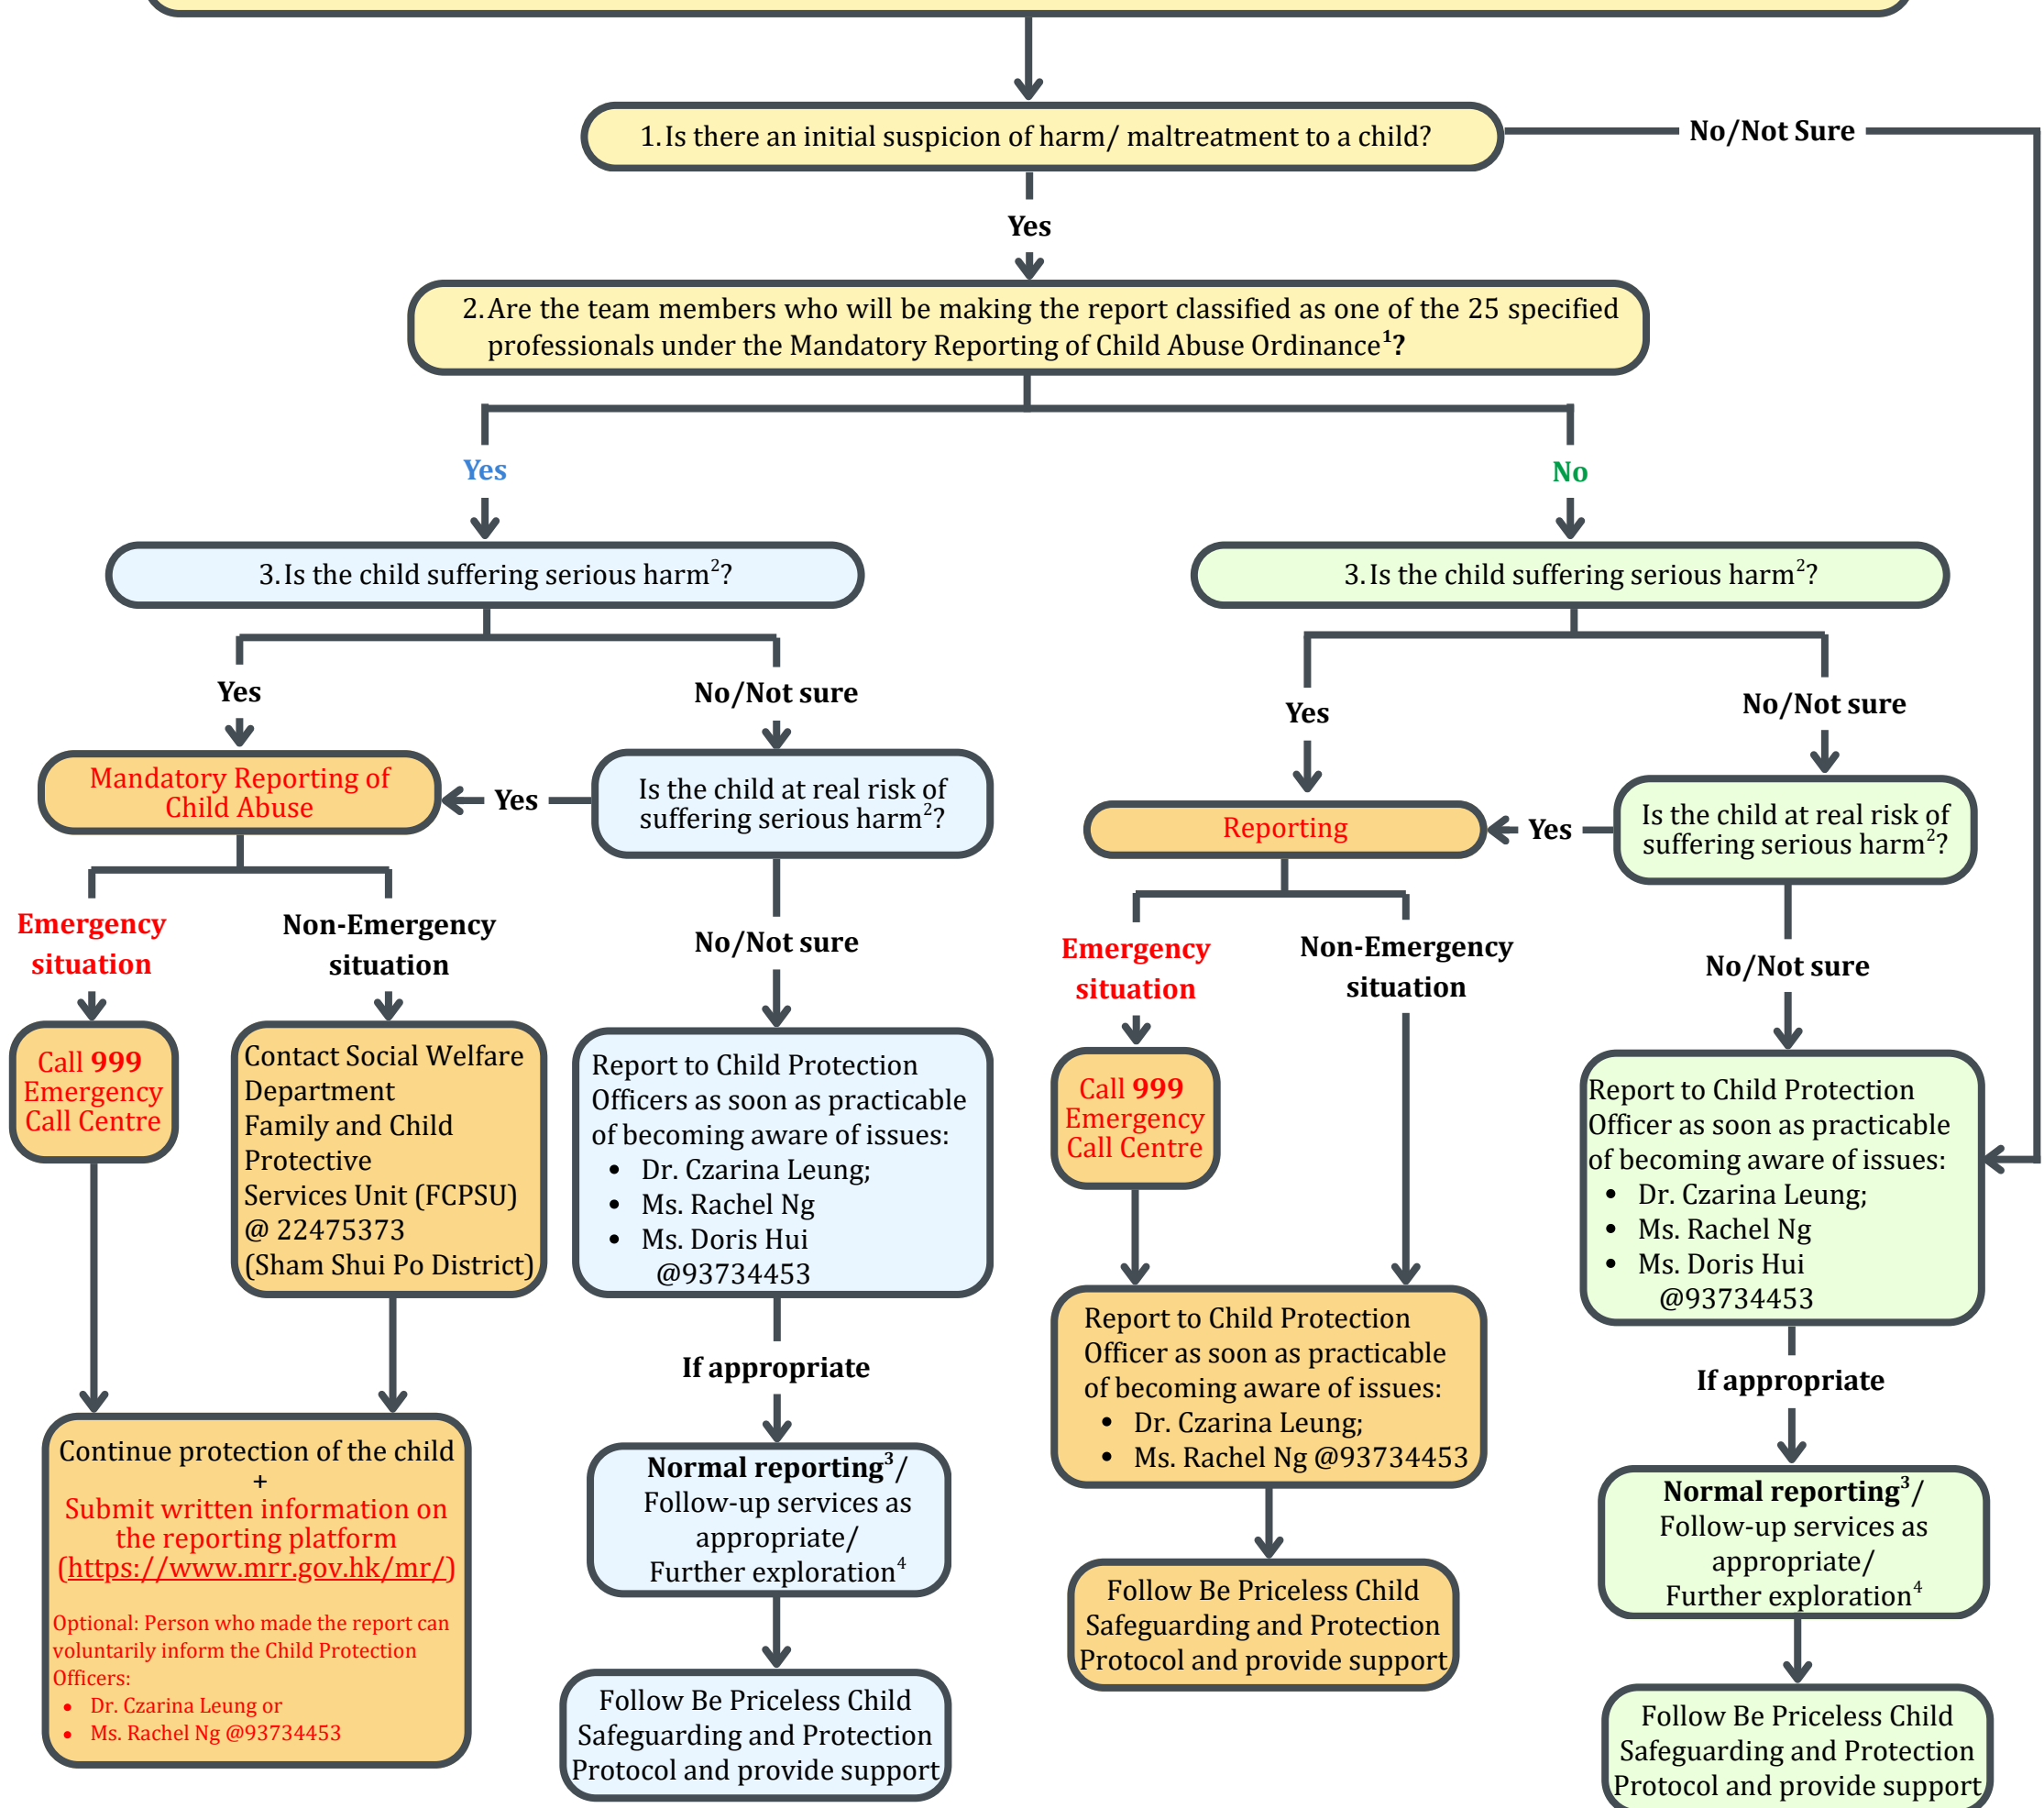 1. Is there an initial suspicion of harm/ maltreatment to a child?
No/Not Sure
Yes
2. Are the team members who will be making the report classified as one of the 25 specified
professionals under the Mandatory Reporting of Child Abuse Ordinance¹?
Yes
No
3. Is the child suffering serious harm²?
Yes
No/Not sure
Mandatory Reporting of
Child Abuse
Yes
Is the child at real risk of
suffering serious harm²?
Emergency
situation
Non-Emergency
situation
No/Not sure
Call 999
Emergency
Call Centre
Contact Social Welfare
Department
Family and Child
Protective
Services Unit (FCPSU)
@ 22475373
(Sham Shui Po District)
Report to Child Protection
Officers as soon as practicable
of becoming aware of issues:
• Dr. Czarina Leung;
• Ms. Rachel Ng
• Ms. Doris Hui
@93734453
Continue protection of the child
+
Submit written information on
the reporting platform
(https://www.mrr.gov.hk/mr/)
Optional: Person who made the report can
voluntarily inform the Child Protection
Officers:
• Dr. Czarina Leung or
• Ms. Rachel Ng @93734453
If appropriate
Normal reporting³/
Follow-up services as
appropriate/
Further exploration⁴
Follow Be Priceless Child
Safeguarding and Protection
Protocol and provide support
3. Is the child suffering serious harm²?
Yes
No/Not sure
Reporting
Yes
Is the child at real risk of
suffering serious harm²?
Emergency
situation
Non-Emergency
situation
No/Not sure
Call 999
Emergency
Call Centre
Report to Child Protection
Officer as soon as practicable
of becoming aware of issues:
• Dr. Czarina Leung;
• Ms. Rachel Ng @93734453
Follow Be Priceless Child
Safeguarding and Protection
Protocol and provide support
Report to Child Protection
Officer as soon as practicable
of becoming aware of issues:
• Dr. Czarina Leung;
• Ms. Rachel Ng
• Ms. Doris Hui
@93734453
If appropriate
Normal reporting³/
Follow-up services as
appropriate/
Further exploration⁴
Follow Be Priceless Child
Safeguarding and Protection
Protocol and provide support